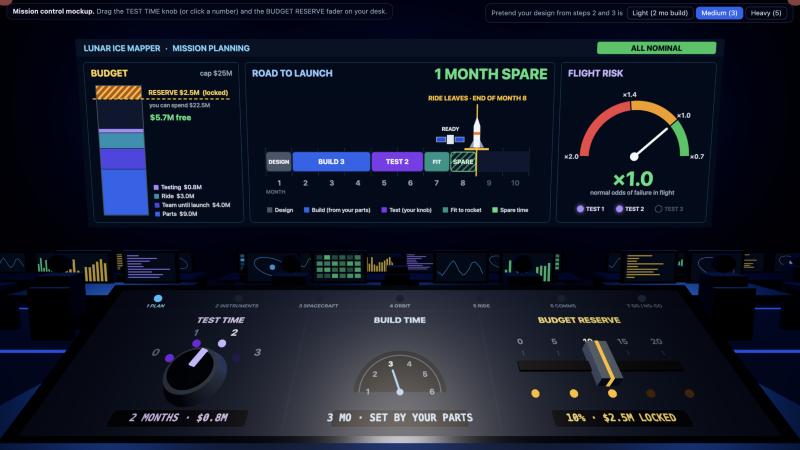 Mission control mockup. Drag the TEST TIME knob (or click a number) and the BUDGET RESERVE fader on your desk.
Pretend your design from steps 2 and 3 is
Light (2 mo build)
Medium (3)
Heavy (5)
LUNAR ICE MAPPER · MISSION PLANNING
ALL NOMINAL
BUDGET
cap $25M
RESERVE $2.5M (locked)
you can spend $22.5M
$5.7M free
Testing $0.8M
Ride $3.0M
Team until launch $4.0M
Parts $9.0M
ROAD TO LAUNCH
1 MONTH SPARE
RIDE LEAVES · END OF MONTH 8
READY
DESIGN
BUILD 3
TEST 2
FIT
SPARE
1 2 3 4 5 6 7 8 9 10
MONTH
Design
Build (from your parts)
Test (your knob)
Fit to rocket
Spare time
FLIGHT RISK
×1.4
×1.0
×2.0
×0.7
×1.0
normal odds of failure in flight
TEST 1
TEST 2
TEST 3
1 PLAN
2 INSTRUMENTS
3 SPACECRAFT
4 ORBIT
5 RIDE
6 COMMS
7 GO / NO-GO
TEST TIME
0 1 2 3
2 MONTHS · $0.8M
BUILD TIME
1 2 3 4 5 6
3 MO · SET BY YOUR PARTS
BUDGET RESERVE
0 5 10 15 20
10% · $2.5M LOCKED